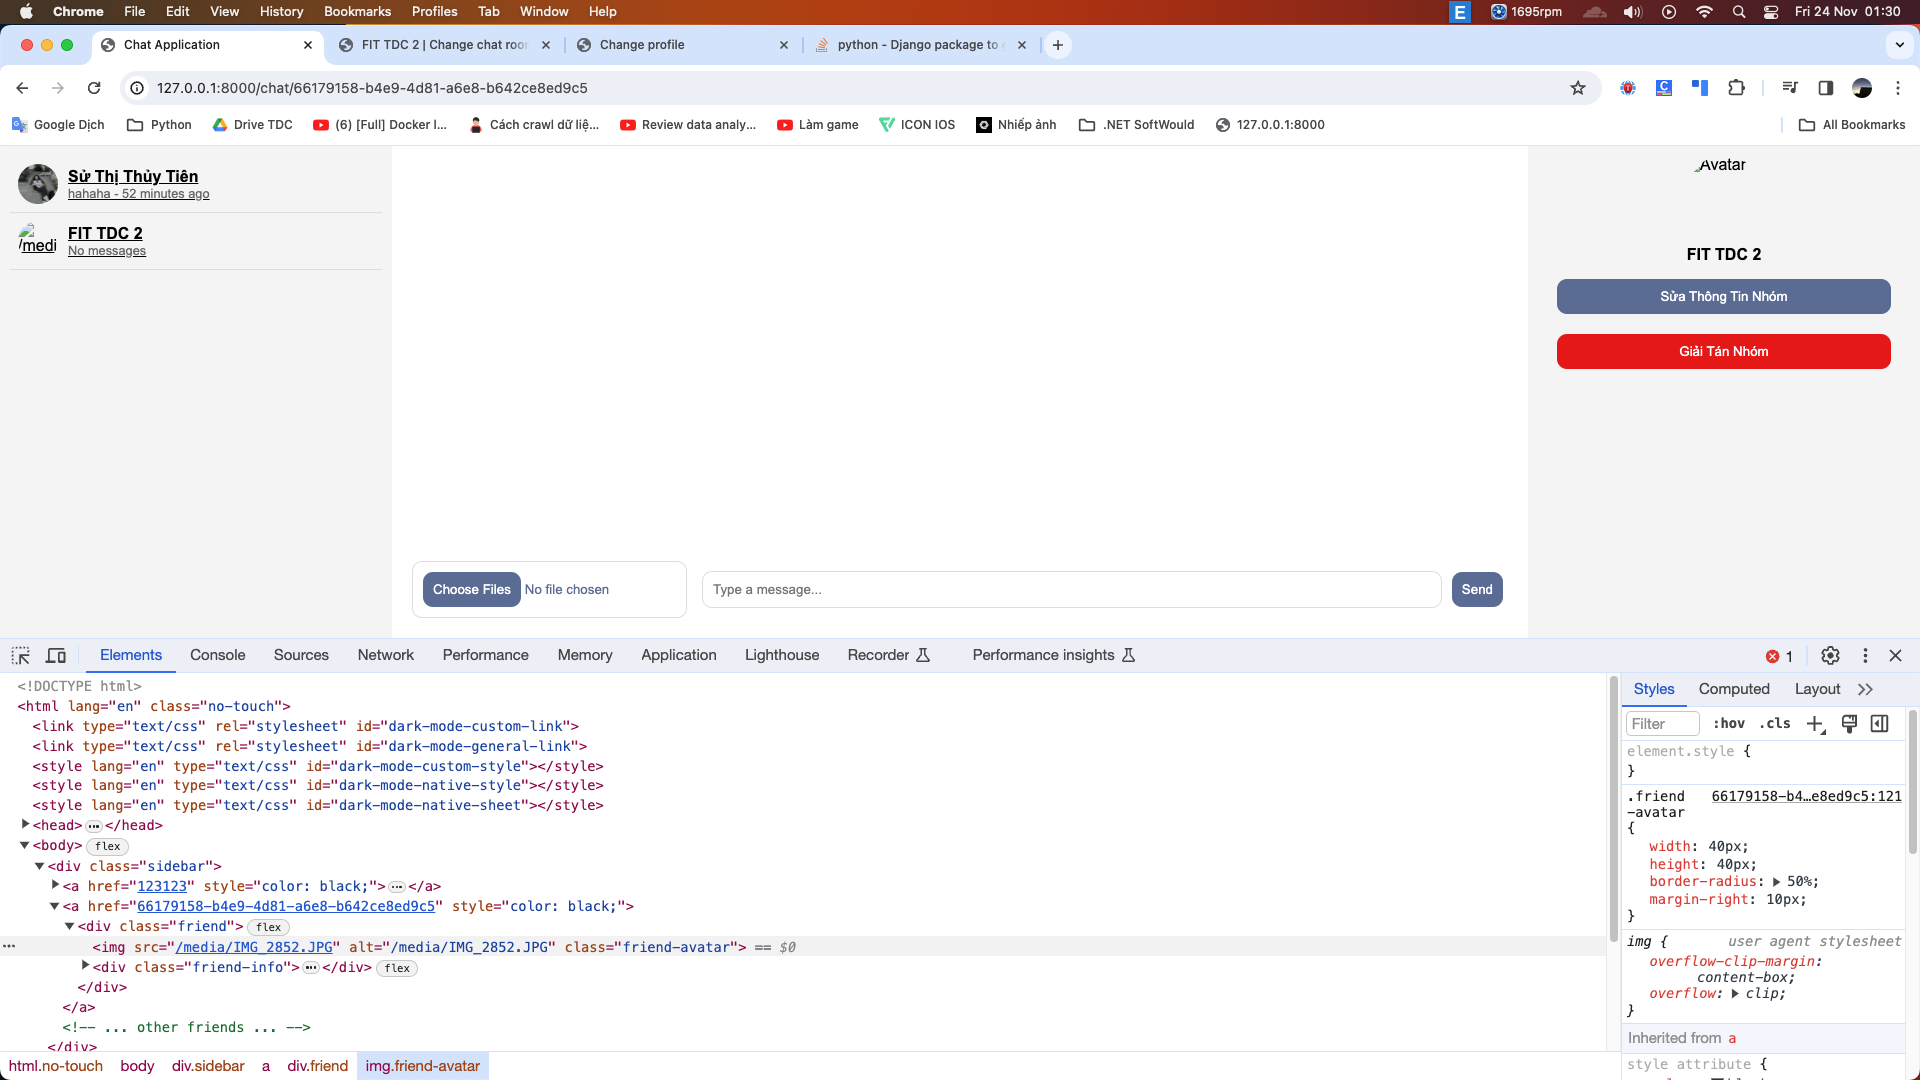 Chrome File Edit View History Bookmarks Profiles Tab Window Help E 1695rpm Fri 24 Nov 01:30
Chat Application FIT TDC 2 | Change chat roo Change profile python - Django package to
127.0.0.1:8000/chat/66179158-b4e9-4d81-a6e8-b642ce8ed9c5
Google Dịch Python Drive TDC (6) [Full] Docker I... Cách crawl dữ liệ... Review data analy... Làm game ICON IOS Nhiếp ảnh .NET SoftWould 127.0.0.1:8000 All Bookmarks
Sử Thị Thủy Tiên
hahaha - 52 minutes ago
/medi
FIT TDC 2
No messages
Avatar
FIT TDC 2
Sửa Thông Tin Nhóm
Giải Tán Nhóm
Choose Files No file chosen Type a message... Send
Elements Console Sources Network Performance Memory Application Lighthouse Recorder Performance insights 1
<!DOCTYPE html>
<html lang="en" class="no-touch">
<link type="text/css" rel="stylesheet" id="dark-mode-custom-link">
<link type="text/css" rel="stylesheet" id="dark-mode-general-link">
<style lang="en" type="text/css" id="dark-mode-custom-style"></style>
<style lang="en" type="text/css" id="dark-mode-native-style"></style>
<style lang="en" type="text/css" id="dark-mode-native-sheet"></style>
<head>…</head>
<body> flex
<div class="sidebar">
<a href="123123" style="color: black;">…</a>
<a href="66179158-b4e9-4d81-a6e8-b642ce8ed9c5" style="color: black;">
<div class="friend"> flex
… <img src="/media/IMG_2852.JPG" alt="/media/IMG_2852.JPG" class="friend-avatar"> == $0
<div class="friend-info">…</div> flex
</div>
</a>
<!-- ... other friends ... -->
</div>
html.no-touch body div.sidebar a div.friend img.friend-avatar
Styles Computed Layout
Filter :hov .cls
element.style {
}
.friend 66179158-b4…e8ed9c5:121
-avatar
{
width: 40px;
height: 40px;
border-radius: 50%;
margin-right: 10px;
}
img { user agent stylesheet
overflow-clip-margin:
content-box;
overflow: clip;
}
Inherited from a
style attribute {